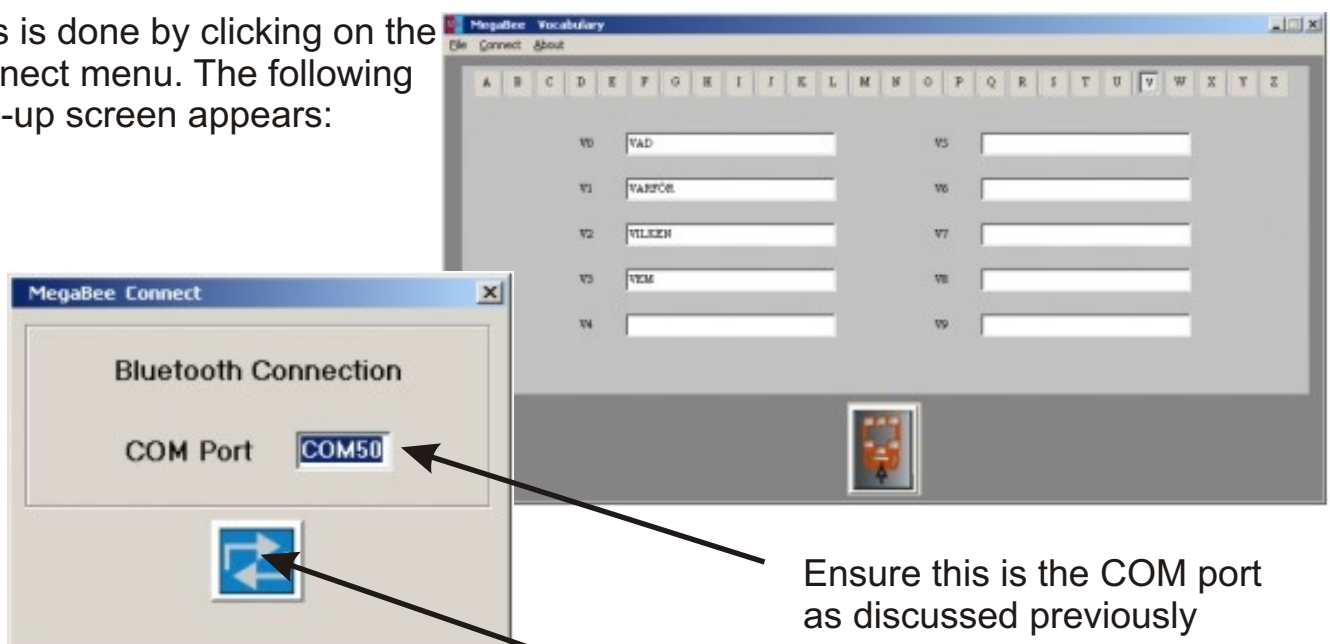 s is done by clicking on the
nnect menu. The following
-up screen appears:
MegaBee Vocabulary
File Connect About
A B C D E F G H I J K L M N O P Q R S T U V W X Y Z
V0 VAD
V1 VARFÖR
V2 VILKEN
V3 VEM
V4
V5
V6
V7
V8
V9
MegaBee Connect
Bluetooth Connection
COM Port COM50
Ensure this is the COM port
as discussed previously